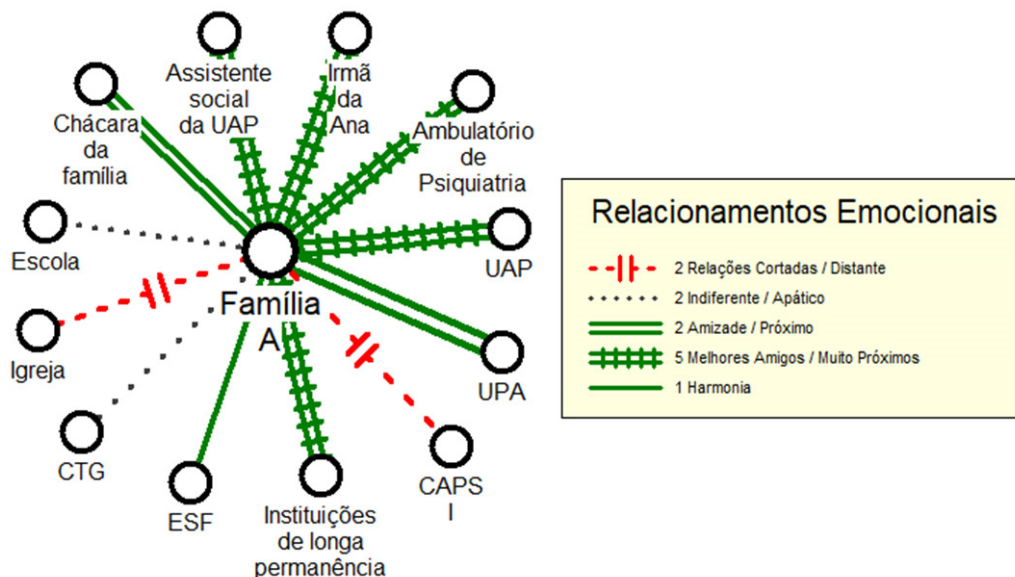 Assistente
social
da UAP
Irmã
da
Ana
Chácara
da
família
Ambulatório
de
Psiquiatria
Escola
UAP
Família
A
Igreja
UPA
CTG
ESF
Instituições
de longa
permanência
CAPS
I
Relacionamentos Emocionais
2 Relações Cortadas / Distante
2 Indiferente / Apático
2 Amizade / Próximo
5 Melhores Amigos / Muito Próximos
1 Harmonia